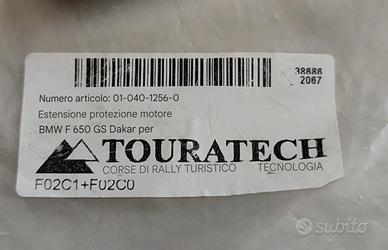 38686
2067
Numero articolo: 01-040-1256-0
Estensione protezione motore
BMW F 650 GS Dakar per
TOURATECH
CORSE DI RALLY TURISTICO TECNOLOGIA
F02C1+F02C0
subito